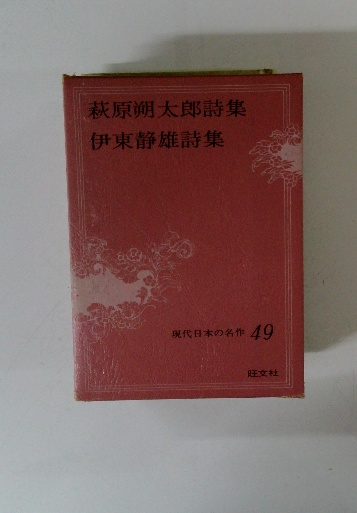 萩原朔太郎詩集
伊東静雄詩集
現代日本の名作 49
旺文社